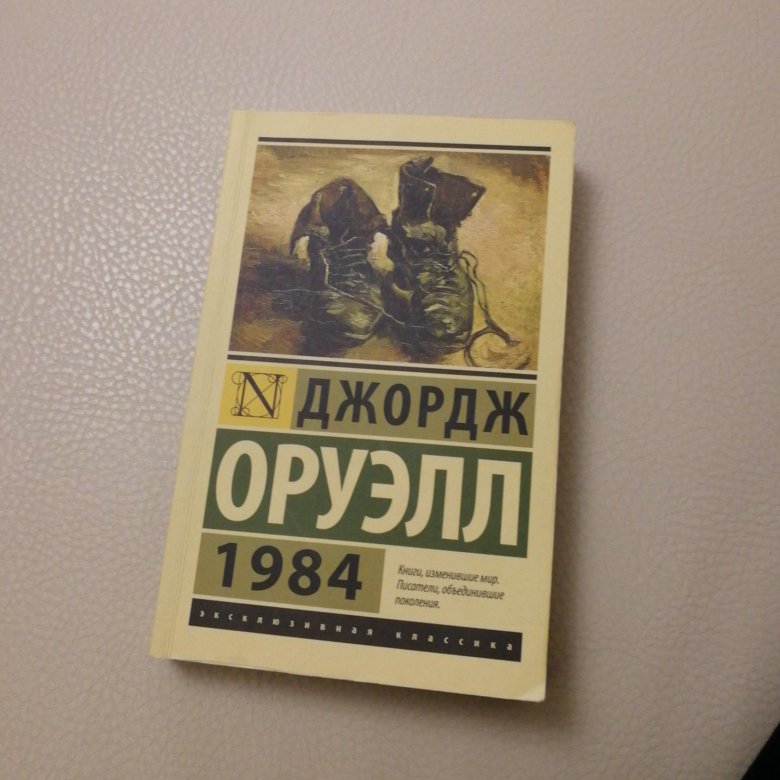 N
ДЖОРДЖ
ОРУЭЛЛ
1984
Книги, изменившие мир.
Писатели, объединившие
поколения.
эксклюзивная классика